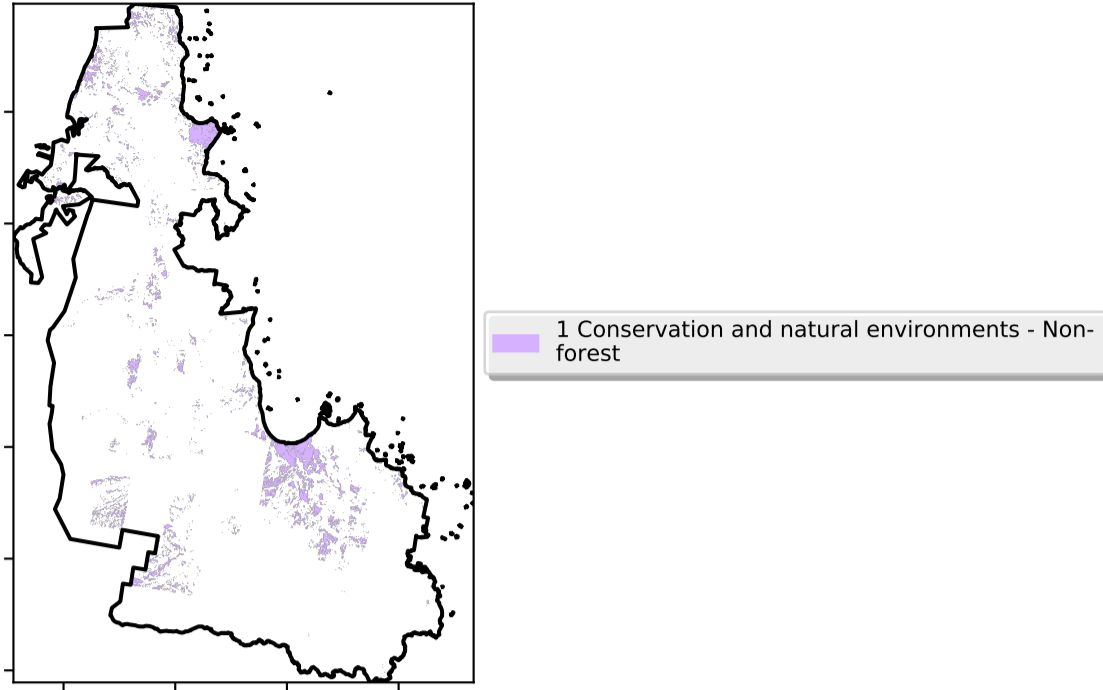 1 Conservation and natural environments - Non-
forest